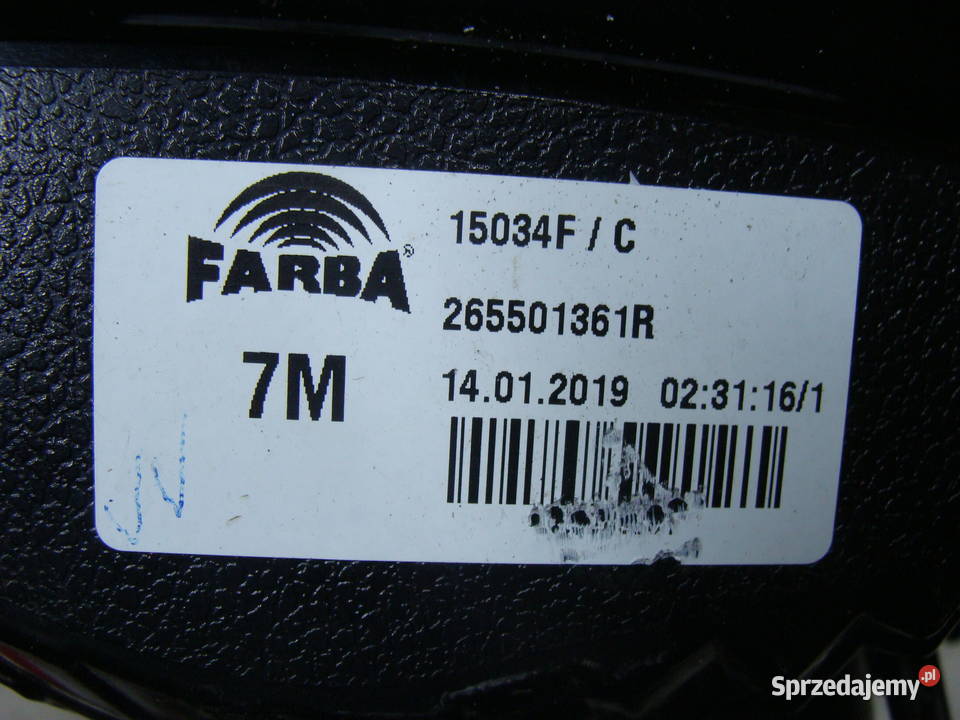 FARBA®
15034F / C
265501361R
7M
14.01.2019 02:31:16/1
Sprzedajemy.pl